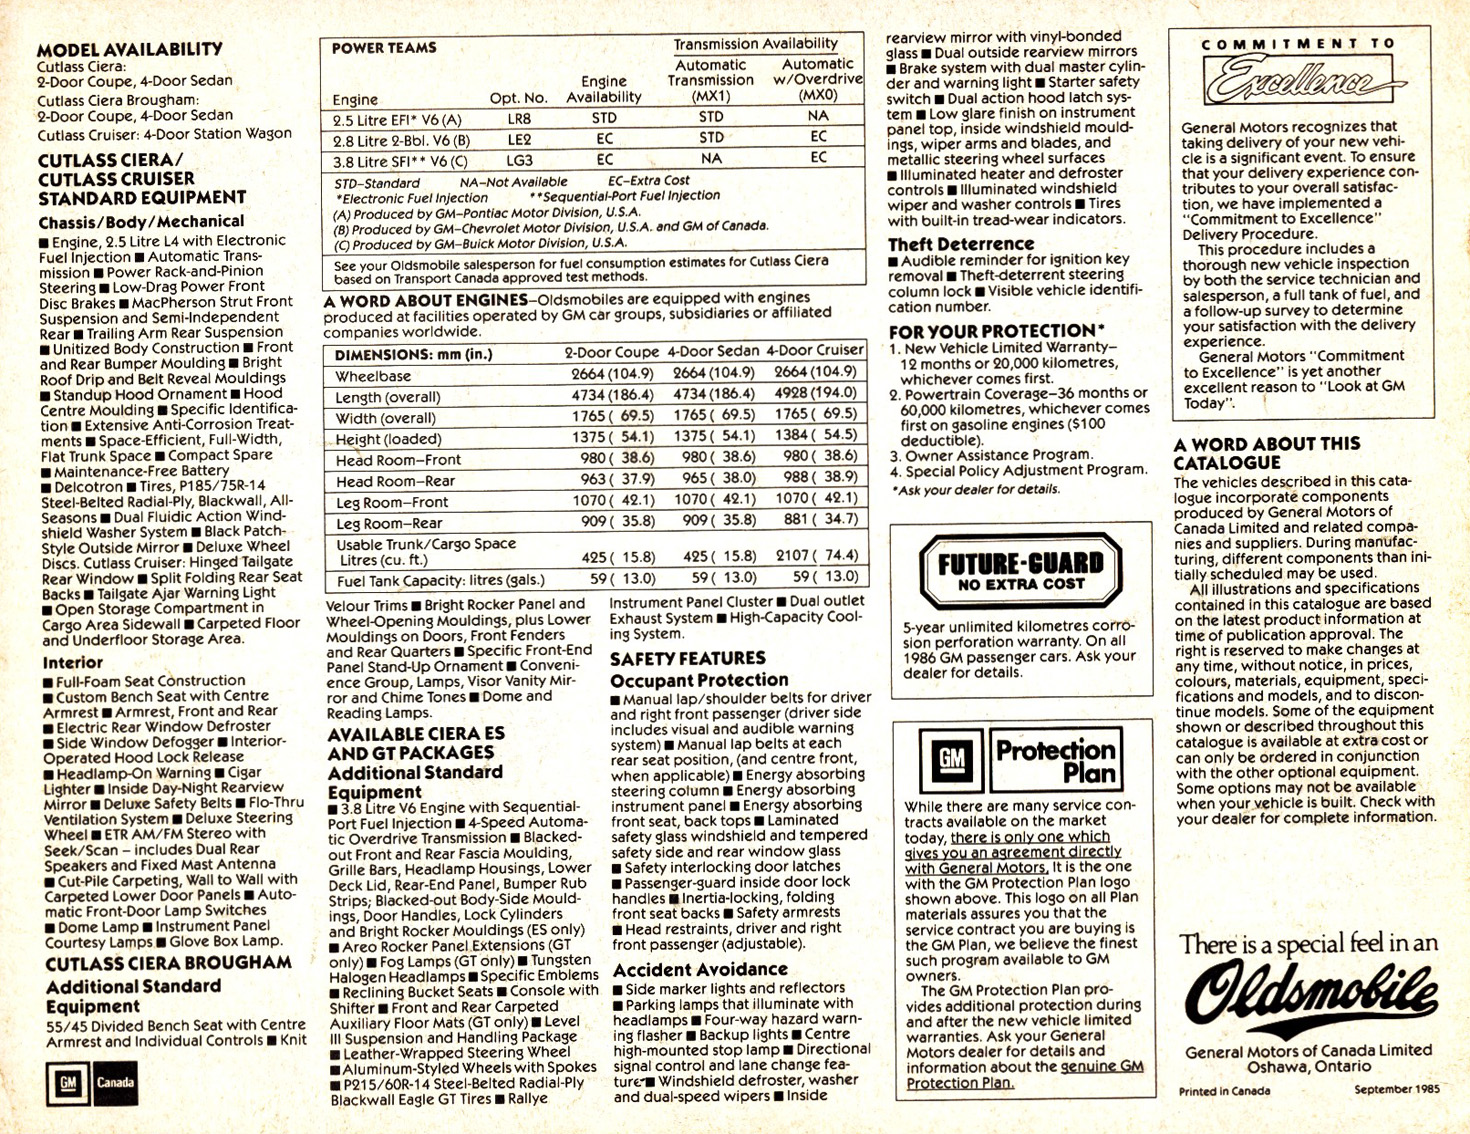 MODEL AVAILABILITY
Cutlass Ciera:
2-Door Coupe, 4-Door Sedan
Cutlass Ciera Brougham:
2-Door Coupe, 4-Door Sedan
Cutlass Cruiser: 4-Door Station Wagon
CUTLASS CIERA/
CUTLASS CRUISER
STANDARD EQUIPMENT
Chassis/Body/Mechanical
■ Engine, 2.5 Litre L4 with Electronic
Fuel Injection ■ Automatic Trans-
mission ■ Power Rack-and-Pinion
Steering ■ Low-Drag Power Front
Disc Brakes ■ MacPherson Strut Front
Suspension and Semi-Independent
Rear ■ Trailing Arm Rear Suspension
■ Unitized Body Construction ■ Front
and Rear Bumper Moulding ■ Bright
Roof Drip and Belt Reveal Mouldings
■ Standup Hood Ornament ■ Hood
Centre Moulding ■ Specific Identifica-
tion ■ Extensive Anti-Corrosion Treat-
ments ■ Space-Efficient, Full-Width,
Flat Trunk Space ■ Compact Spare
■ Maintenance-Free Battery
■ Delcotron ■ Tires, P185/75R-14
Steel-Belted Radial-Ply, Blackwall, All-
Seasons ■ Dual Fluidic Action Wind-
shield Washer System ■ Black Patch-
Style Outside Mirror ■ Deluxe Wheel
Discs. Cutlass Cruiser: Hinged Tailgate
Rear Window ■ Split Folding Rear Seat
Backs ■ Tailgate Ajar Warning Light
■ Open Storage Compartment in
Cargo Area Sidewall ■ Carpeted Floor
and Underfloor Storage Area.
Interior
■ Full-Foam Seat Construction
■ Custom Bench Seat with Centre
Armrest ■ Armrest, Front and Rear
■ Electric Rear Window Defroster
■ Side Window Defogger ■ Interior-
Operated Hood Lock Release
■ Headlamp-On Warning ■ Cigar
Lighter ■ Inside Day-Night Rearview
Mirror ■ Deluxe Safety Belts ■ Flo-Thru
Ventilation System ■ Deluxe Steering
Wheel ■ ETR AM/FM Stereo with
Seek/Scan – includes Dual Rear
Speakers and Fixed Mast Antenna
■ Cut-Pile Carpeting, Wall to Wall with
Carpeted Lower Door Panels ■ Auto-
matic Front-Door Lamp Switches
■ Dome Lamp ■ Instrument Panel
Courtesy Lamps ■ Glove Box Lamp.
CUTLASS CIERA BROUGHAM
Additional Standard
Equipment
55/45 Divided Bench Seat with Centre
Armrest and Individual Controls ■ Knit
GM Canada
POWER TEAMS
Transmission Availability
Engine Opt. No. Engine Availability Automatic Transmission (MX1) Automatic w/Overdrive (MX0)
2.5 Litre EFI* V6 (A) LR8 STD STD NA
2.8 Litre 2-Bbl. V6 (B) LE2 EC STD EC
3.8 Litre SFI** V6 (C) LG3 EC NA EC
STD–Standard NA–Not Available EC–Extra Cost
*Electronic Fuel Injection **Sequential-Port Fuel Injection
(A) Produced by GM–Pontiac Motor Division, U.S.A.
(B) Produced by GM–Chevrolet Motor Division, U.S.A. and GM of Canada.
(C) Produced by GM–Buick Motor Division, U.S.A.
See your Oldsmobile salesperson for fuel consumption estimates for Cutlass Ciera
based on Transport Canada approved test methods.
A WORD ABOUT ENGINES–Oldsmobiles are equipped with engines
produced at facilities operated by GM car groups, subsidiaries or affiliated
companies worldwide.
DIMENSIONS: mm (in.) 2-Door Coupe 4-Door Sedan 4-Door Cruiser
Wheelbase 2664 (104.9) 2664 (104.9) 2664 (104.9)
Length (overall) 4734 (186.4) 4734 (186.4) 4928 (194.0)
Width (overall) 1765 ( 69.5) 1765 ( 69.5) 1765 ( 69.5)
Height (loaded) 1375 ( 54.1) 1375 ( 54.1) 1384 ( 54.5)
Head Room–Front 980 ( 38.6) 980 ( 38.6) 980 ( 38.6)
Head Room–Rear 963 ( 37.9) 965 ( 38.0) 988 ( 38.9)
Leg Room–Front 1070 ( 42.1) 1070 ( 42.1) 1070 ( 42.1)
Leg Room–Rear 909 ( 35.8) 909 ( 35.8) 881 ( 34.7)
Usable Trunk/Cargo Space
Litres (cu. ft.) 425 ( 15.8) 425 ( 15.8) 2107 ( 74.4)
Fuel Tank Capacity: litres (gals.) 59 ( 13.0) 59 ( 13.0) 59 ( 13.0)
Velour Trims ■ Bright Rocker Panel and
Wheel-Opening Mouldings, plus Lower
Mouldings on Doors, Front Fenders
and Rear Quarters ■ Specific Front-End
Panel Stand-Up Ornament ■ Conveni-
ence Group, Lamps, Visor Vanity Mir-
ror and Chime Tones ■ Dome and
Reading Lamps.
AVAILABLE CIERA ES
AND GT PACKAGES
Additional Standard
Equipment
■ 3.8 Litre V6 Engine with Sequential-
Port Fuel Injection ■ 4-Speed Automa-
tic Overdrive Transmission ■ Blacked-
out Front and Rear Fascia Moulding,
Grille Bars, Headlamp Housings, Lower
Deck Lid, Rear-End Panel, Bumper Rub
Strips; Blacked-out Body-Side Mould-
ings, Door Handles, Lock Cylinders
and Bright Rocker Mouldings (ES only)
■ Areo Rocker Panel Extensions (GT
only) ■ Fog Lamps (GT only) ■ Tungsten
Halogen Headlamps ■ Specific Emblems
■ Reclining Bucket Seats ■ Console with
Shifter ■ Front and Rear Carpeted
Auxiliary Floor Mats (GT only) ■ Level
III Suspension and Handling Package
■ Leather-Wrapped Steering Wheel
■ Aluminum-Styled Wheels with Spokes
■ P215/60R-14 Steel-Belted Radial-Ply
Blackwall Eagle GT Tires ■ Rallye
Instrument Panel Cluster ■ Dual outlet
Exhaust System ■ High-Capacity Cool-
ing System.
SAFETY FEATURES
Occupant Protection
■ Manual lap/shoulder belts for driver
and right front passenger (driver side
includes visual and audible warning
system) ■ Manual lap belts at each
rear seat position, (and centre front,
when applicable) ■ Energy absorbing
steering column ■ Energy absorbing
instrument panel ■ Energy absorbing
front seat, back tops ■ Laminated
safety glass windshield and tempered
safety side and rear window glass
■ Safety interlocking door latches
■ Passenger-guard inside door lock
handles ■ Inertia-locking, folding
front seat backs ■ Safety armrests
■ Head restraints, driver and right
front passenger (adjustable).
Accident Avoidance
■ Side marker lights and reflectors
■ Parking lamps that illuminate with
headlamps ■ Four-way hazard warn-
ing flasher ■ Backup lights ■ Centre
high-mounted stop lamp ■ Directional
signal control and lane change fea-
ture ■ Windshield defroster, washer
and dual-speed wipers ■ Inside
rearview mirror with vinyl-bonded
glass ■ Dual outside rearview mirrors
■ Brake system with dual master cylin-
der and warning light ■ Starter safety
switch ■ Dual action hood latch sys-
tem ■ Low glare finish on instrument
panel top, inside windshield mould-
ings, wiper arms and blades, and
metallic steering wheel surfaces
■ Illuminated heater and defroster
controls ■ Illuminated windshield
wiper and washer controls ■ Tires
with built-in tread-wear indicators.
Theft Deterrence
■ Audible reminder for ignition key
removal ■ Theft-deterrent steering
column lock ■ Visible vehicle identifi-
cation number.
FOR YOUR PROTECTION*
1. New Vehicle Limited Warranty–
12 months or 20,000 kilometres,
whichever comes first.
2. Powertrain Coverage–36 months or
60,000 kilometres, whichever comes
first on gasoline engines ($100
deductible).
3. Owner Assistance Program.
4. Special Policy Adjustment Program.
*Ask your dealer for details.
FUTURE-GUARD
NO EXTRA COST
5-year unlimited kilometres corro-
sion perforation warranty. On all
1986 GM passenger cars. Ask your
dealer for details.
GM Protection
Plan
While there are many service con-
tracts available on the market
today, there is only one which
gives you an agreement directly
with General Motors. It is the one
with the GM Protection Plan logo
shown above. This logo on all Plan
materials assures you that the
service contract you are buying is
the GM Plan, we believe the finest
such program available to GM
owners.
The GM Protection Plan pro-
vides additional protection during
and after the new vehicle limited
warranties. Ask your General
Motors dealer for details and
information about the genuine GM
Protection Plan.
COMMITMENT TO
Excellence
General Motors recognizes that
taking delivery of your new vehi-
cle is a significant event. To ensure
that your delivery experience con-
tributes to your overall satisfac-
tion, we have implemented a
"Commitment to Excellence"
Delivery Procedure.
This procedure includes a
thorough new vehicle inspection
by both the service technician and
salesperson, a full tank of fuel, and
a follow-up survey to determine
your satisfaction with the delivery
experience.
General Motors "Commitment
to Excellence" is yet another
excellent reason to "Look at GM
Today".
A WORD ABOUT THIS
CATALOGUE
The vehicles described in this cata-
logue incorporate components
produced by General Motors of
Canada Limited and related compa-
nies and suppliers. During manufac-
turing, different components than ini-
tially scheduled may be used.
All illustrations and specifications
contained in this catalogue are based
on the latest product information at
time of publication approval. The
right is reserved to make changes at
any time, without notice, in prices,
colours, materials, equipment, speci-
fications and models, and to discon-
tinue models. Some of the equipment
shown or described throughout this
catalogue is available at extra cost or
can only be ordered in conjunction
with the other optional equipment.
Some options may not be available
when your vehicle is built. Check with
your dealer for complete information.
There is a special feel in an
Oldsmobile
General Motors of Canada Limited
Oshawa, Ontario
Printed in Canada September 1985